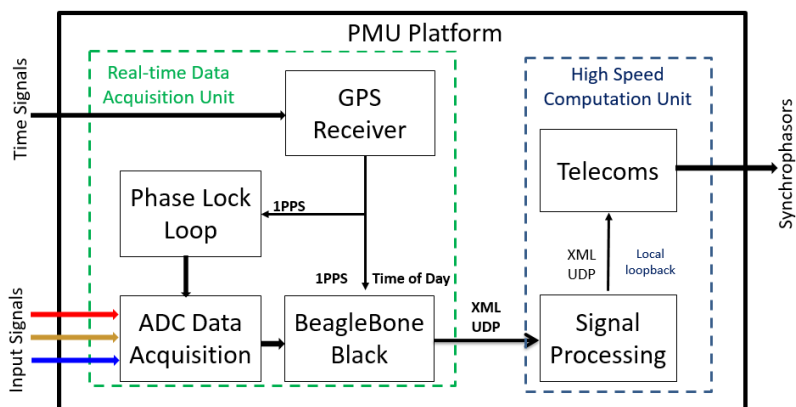 PMU Platform
Real-time Data
Acquisition Unit
High Speed
Computation Unit
Time Signals
GPS
Receiver
Telecoms
Synchrophasors
Phase Lock
Loop
1PPS
XML
UDP
Local
loopback
1PPS
Time of Day
XML
UDP
Input Signals
ADC Data
Acquisition
BeagleBone
Black
Signal
Processing